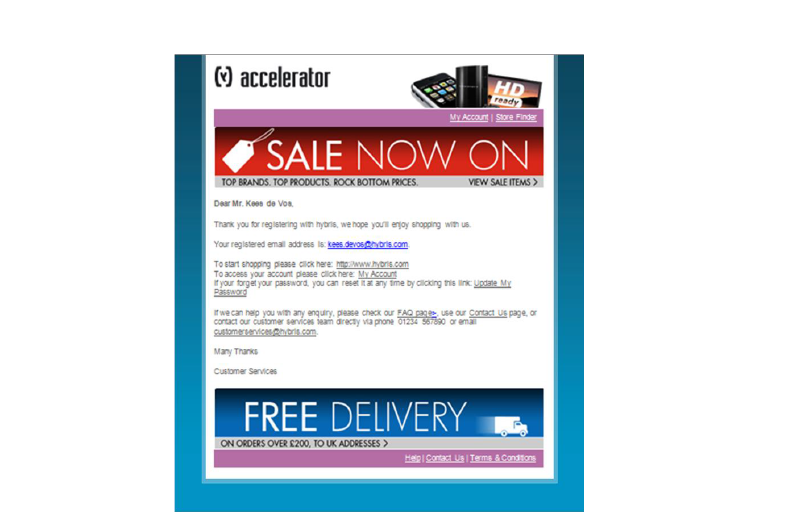 (y) accelerator
HD
ready
My Account | Store Finder
SALE NOW ON
TOP BRANDS. TOP PRODUCTS. ROCK BOTTOM PRICES. VIEW SALE ITEMS >
Dear Mr. Kees de Vos,
Thank you for registering with hybris, we hope you'll enjoy shopping with us.
Your registered email address is: kees.devos@hybris.com.
To start shopping please click here: http://www.hybris.com
To access your account please click here: My Account
If your forget your password, you can reset it at any time by clicking this link: Update My
Password
If we can help you with any enquiry, please check our FAQ page>, use our Contact Us page, or
contact our customer services team directly via phone 01234 567890 or email
customerservices@hybris.com.
Many Thanks
Customer Services
FREE DELIVERY
ON ORDERS OVER £200, TO UK ADDRESSES >
Help | Contact Us | Terms & Conditions